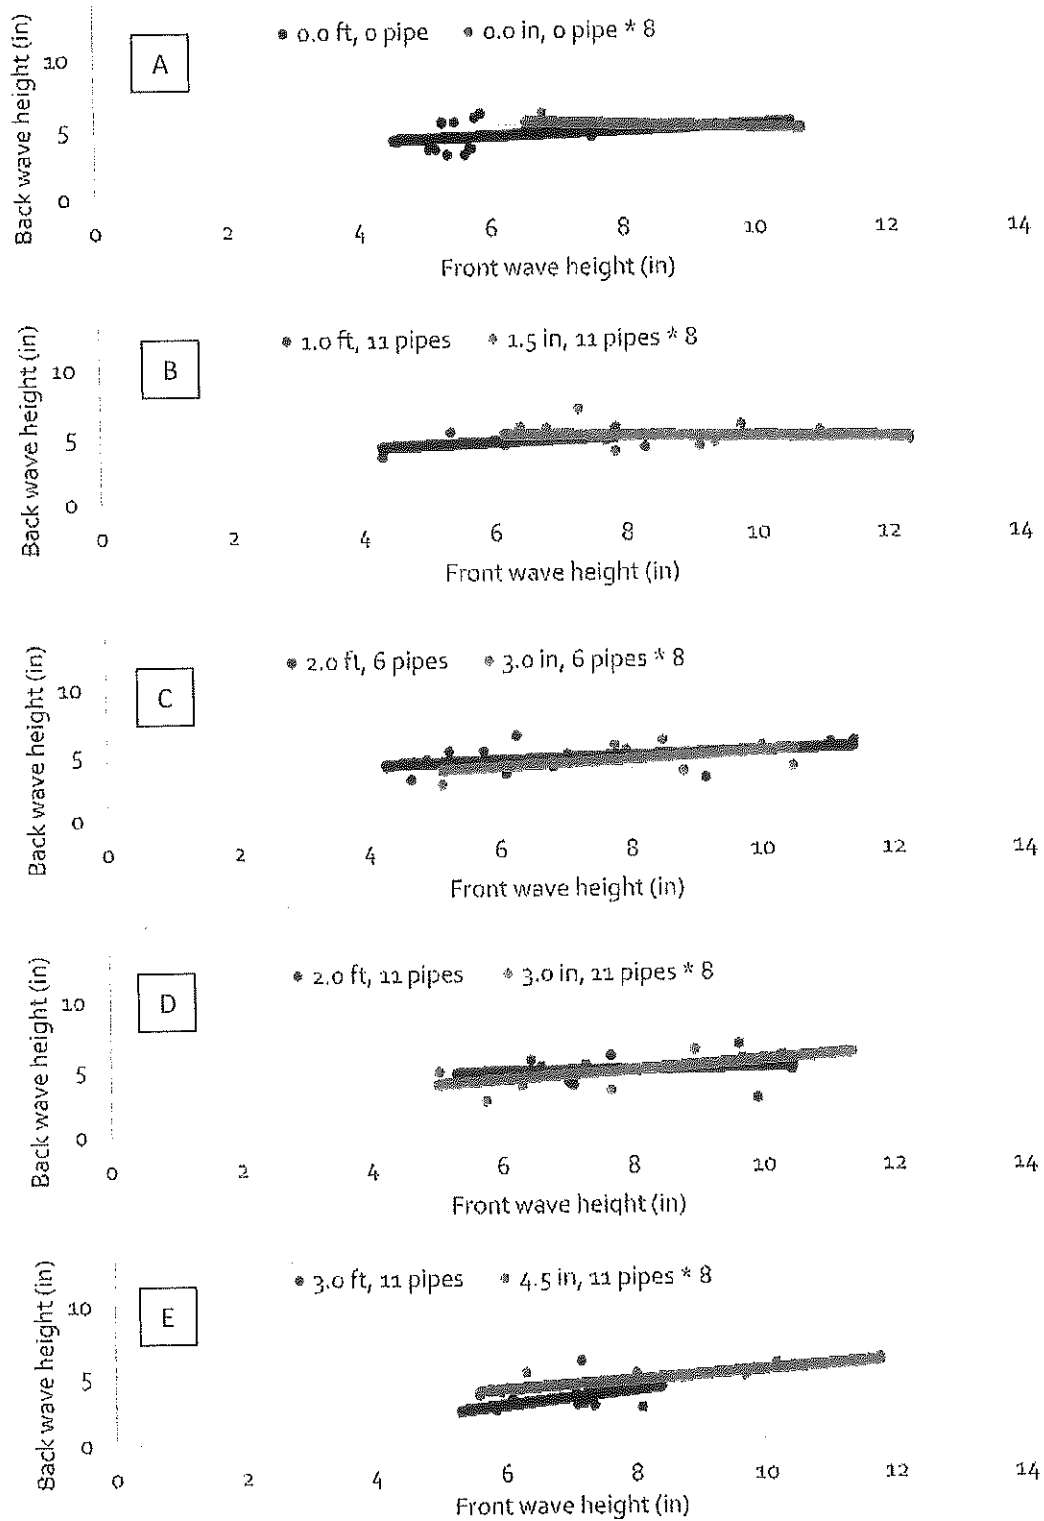 • 0.0 ft, 0 pipe • 0.0 in, 0 pipe * 8
A
Back wave height (in)
10
5
0
0 2 4 6 8 10 12 14
Front wave height (in)
• 1.0 ft, 11 pipes • 1.5 in, 11 pipes * 8
B
Back wave height (in)
10
5
0
0 2 4 6 8 10 12 14
Front wave height (in)
• 2.0 ft, 6 pipes • 3.0 in, 6 pipes * 8
C
Back wave height (in)
10
5
0
0 2 4 6 8 10 12 14
Front wave height (in)
• 2.0 ft, 11 pipes • 3.0 in, 11 pipes * 8
D
Back wave height (in)
10
5
0
0 2 4 6 8 10 12 14
Front wave height (in)
• 3.0 ft, 11 pipes • 4.5 in, 11 pipes * 8
E
Back wave height (in)
10
5
0
0 2 4 6 8 10 12 14
Front wave height (in)